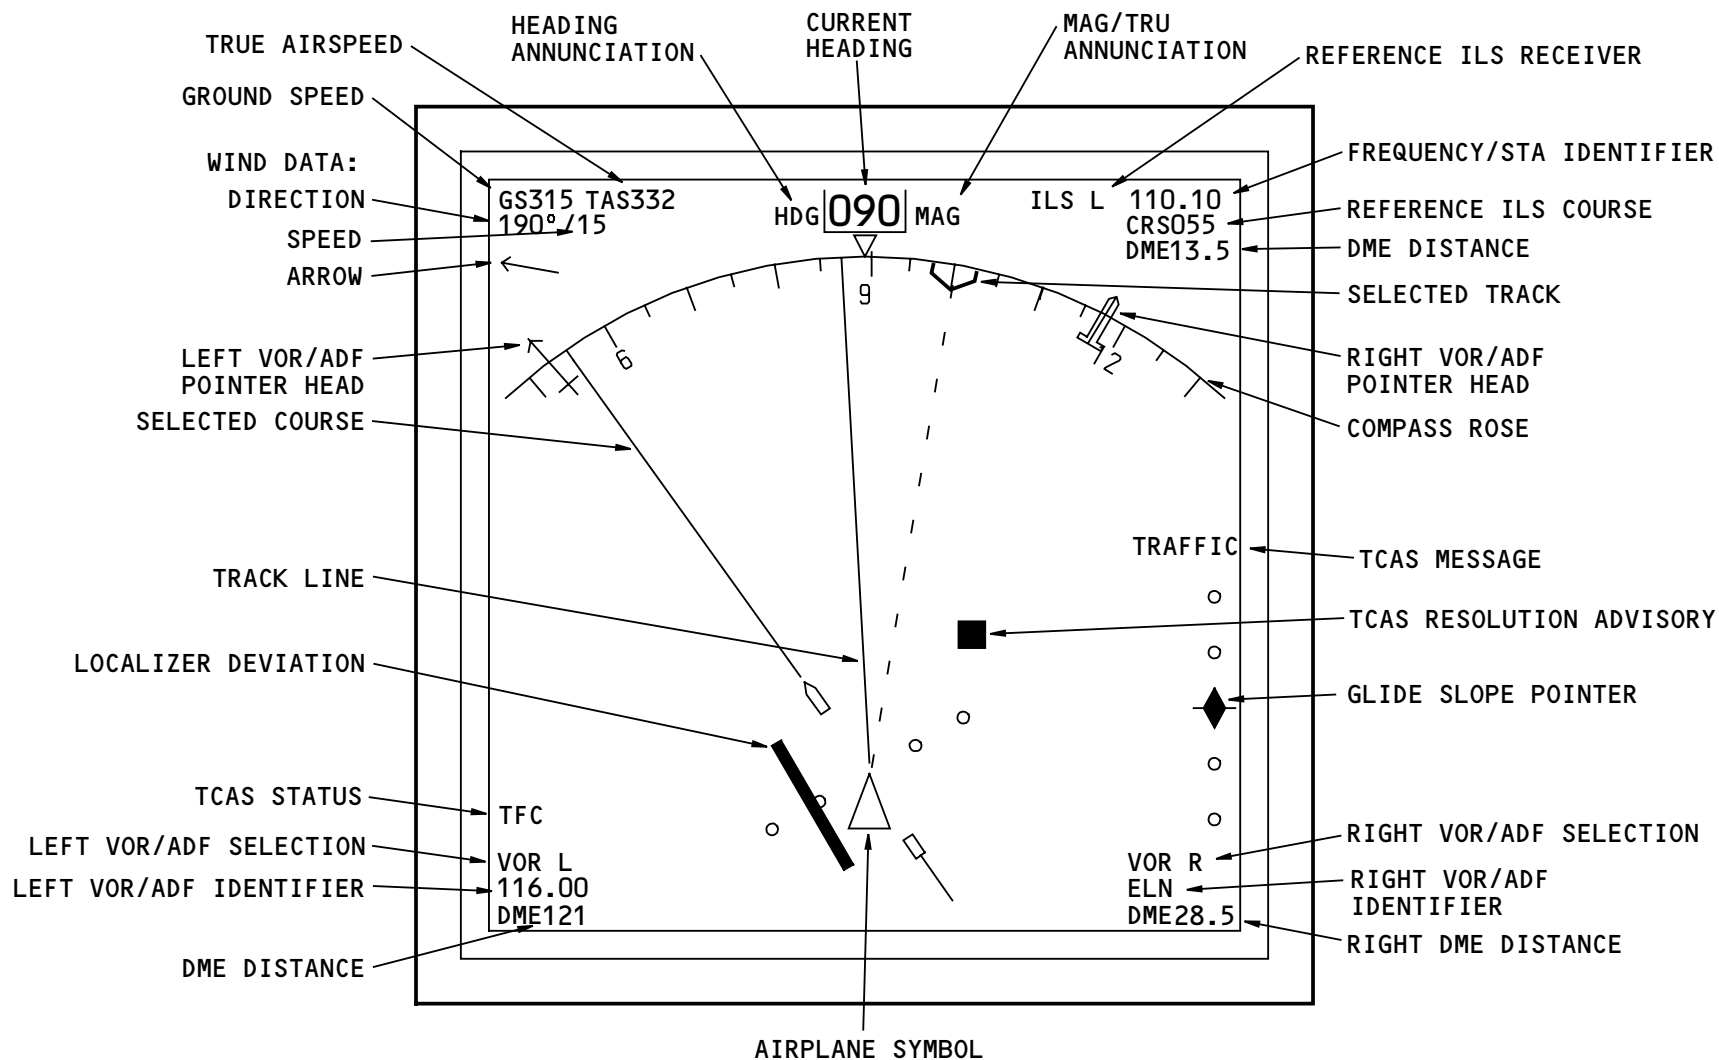 HEADING
ANNUNCIATION
CURRENT
HEADING
MAG/TRU
ANNUNCIATION
TRUE AIRSPEED
REFERENCE ILS RECEIVER
GROUND SPEED
WIND DATA:
DIRECTION
SPEED
ARROW
LEFT VOR/ADF
POINTER HEAD
SELECTED COURSE
TRACK LINE
LOCALIZER DEVIATION
TCAS STATUS
LEFT VOR/ADF SELECTION
LEFT VOR/ADF IDENTIFIER
DME DISTANCE
GS315 TAS332
190°/15
HDG 090 MAG
ILS L 110.10
CRS055
DME13.5
6
9
12
TRAFFIC
TFC
VOR L
116.00
DME121
VOR R
ELN
DME28.5
FREQUENCY/STA IDENTIFIER
REFERENCE ILS COURSE
DME DISTANCE
SELECTED TRACK
RIGHT VOR/ADF
POINTER HEAD
COMPASS ROSE
TCAS MESSAGE
TCAS RESOLUTION ADVISORY
GLIDE SLOPE POINTER
RIGHT VOR/ADF SELECTION
RIGHT VOR/ADF
IDENTIFIER
RIGHT DME DISTANCE
AIRPLANE SYMBOL